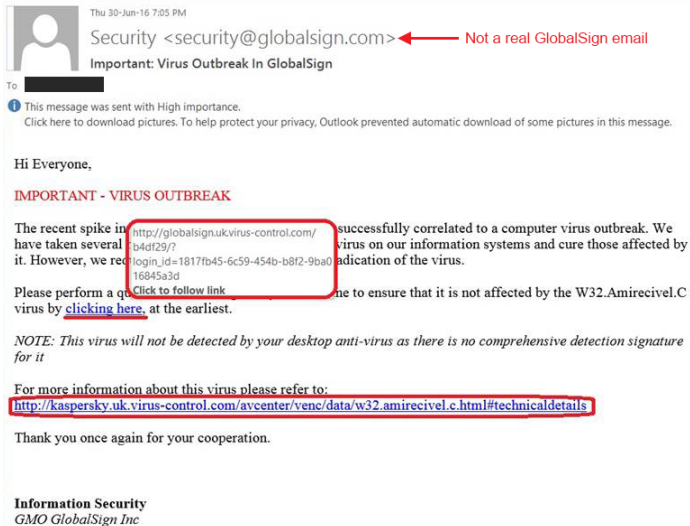 Thu 30-Jun-16 7:05 PM
Security <security@globalsign.com> Not a real GlobalSign email
Important: Virus Outbreak In GlobalSign
To
This message was sent with High importance.
Click here to download pictures. To help protect your privacy, Outlook prevented automatic download of some pictures in this message.
Hi Everyone,
IMPORTANT - VIRUS OUTBREAK
The recent spike in successfully correlated to a computer virus outbreak. We
have taken several virus on our information systems and cure those affected by
it. However, we adication of the virus.
http://globalsign.uk.virus-control.com/
b4df29/?
login_id=1817fb45-6c59-454b-b8f2-9ba0
16845a3d
Click to follow link
Please perform a me to ensure that it is not affected by the W32.Amirecivel.C
virus by clicking here, at the earliest.
NOTE: This virus will not be detected by your desktop anti-virus as there is no comprehensive detection signature
for it
For more information about this virus please refer to:
http://kaspersky.uk.virus-control.com/avcenter/venc/data/w32.amirecivel.c.html#technicaldetails
Thank you once again for your cooperation.
Information Security
GMO GlobalSign Inc